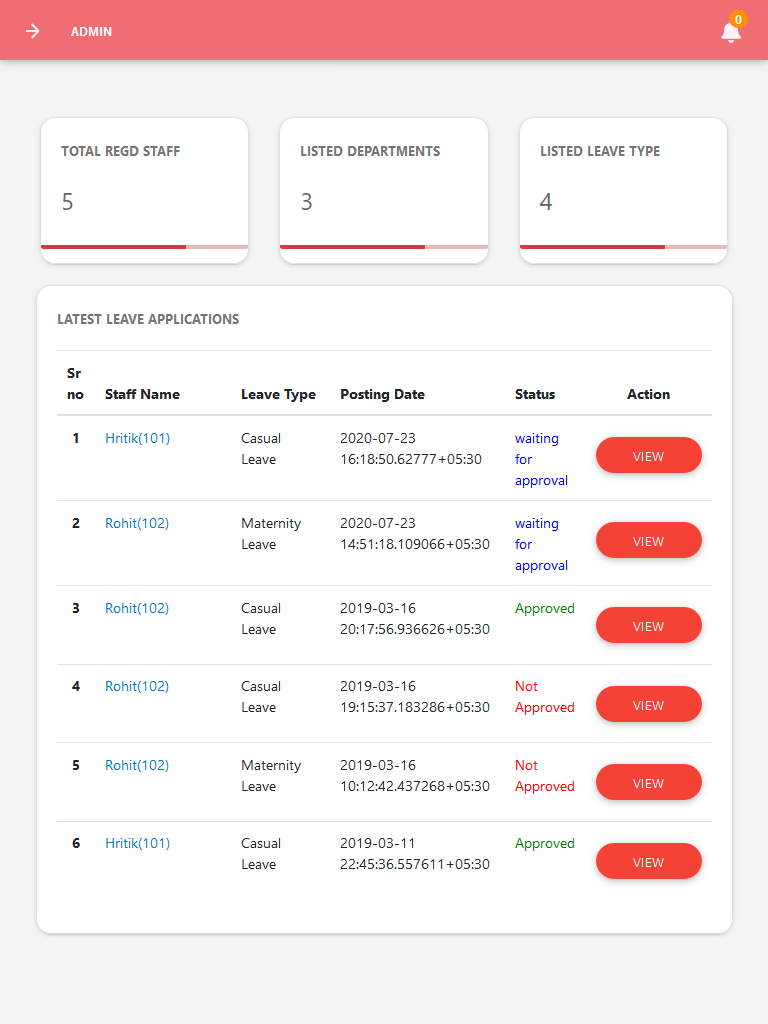 ADMIN
0
TOTAL REGD STAFF
5
LISTED DEPARTMENTS
3
LISTED LEAVE TYPE
4
LATEST LEAVE APPLICATIONS
Sr no Staff Name Leave Type Posting Date Status Action
1 Hritik(101) Casual Leave 2020-07-23 16:18:50.62777+05:30 waiting for approval VIEW
2 Rohit(102) Maternity Leave 2020-07-23 14:51:18.109066+05:30 waiting for approval VIEW
3 Rohit(102) Casual Leave 2019-03-16 20:17:56.936626+05:30 Approved VIEW
4 Rohit(102) Casual Leave 2019-03-16 19:15:37.183286+05:30 Not Approved VIEW
5 Rohit(102) Maternity Leave 2019-03-16 10:12:42.437268+05:30 Not Approved VIEW
6 Hritik(101) Casual Leave 2019-03-11 22:45:36.557611+05:30 Approved VIEW